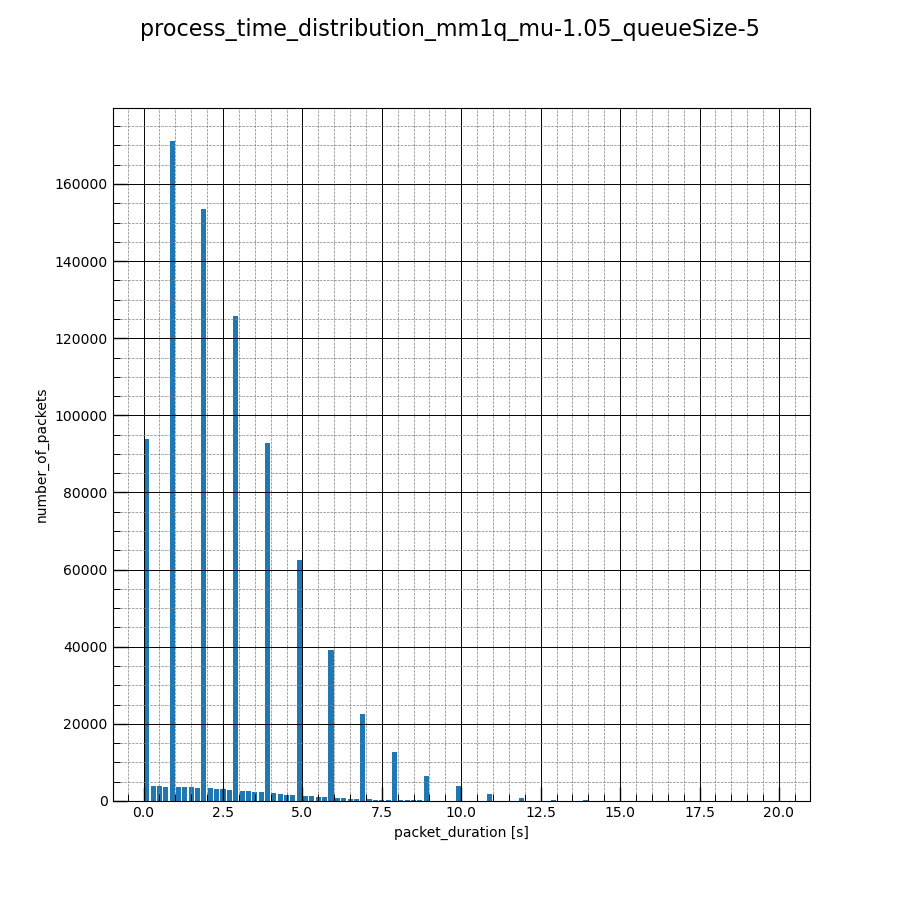 process_time_distribution_mm1q_mu-1.05_queueSize-5
160000
140000
120000
100000
80000
60000
40000
20000
0
number_of_packets
0.0 2.5 5.0 7.5 10.0 12.5 15.0 17.5 20.0
packet_duration [s]